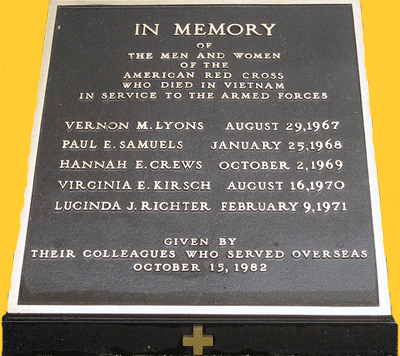 IN MEMORY
OF
THE MEN AND WOMEN
OF THE
AMERICAN RED CROSS
WHO DIED IN VIETNAM
IN SERVICE TO THE ARMED FORCES
VERNON M. LYONS AUGUST 29, 1967
PAUL E. SAMUELS JANUARY 25, 1968
HANNAH E. CREWS OCTOBER 2, 1969
VIRGINIA E. KIRSCH AUGUST 16, 1970
LUCINDA J. RICHTER FEBRUARY 9, 1971
GIVEN BY
THEIR COLLEAGUES WHO SERVED OVERSEAS
OCTOBER 15, 1982